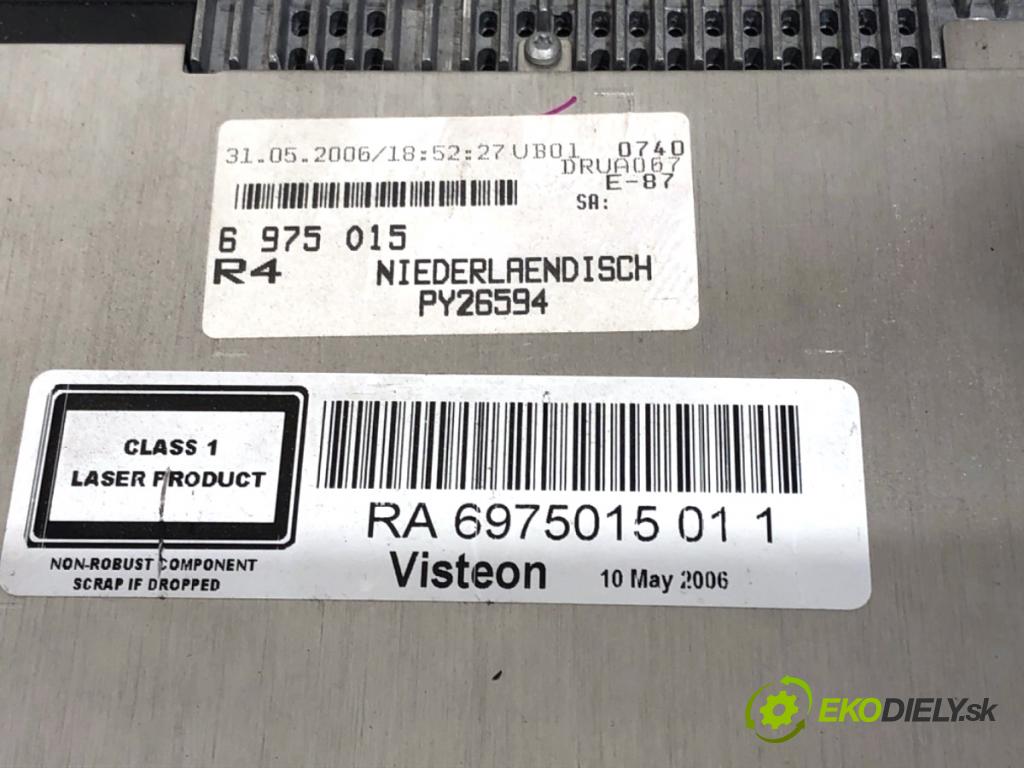 31.05.2006/18:52:27 VB01 0740
DRUA067
E-87
SA:
6 975 015
R4 NIEDERLAENDISCH
PY26594
CLASS 1
LASER PRODUCT
NON-ROBUST COMPONENT
SCRAP IF DROPPED
RA 6975015 01 1
Visteon 10 May 2006
EKODIELY.sk